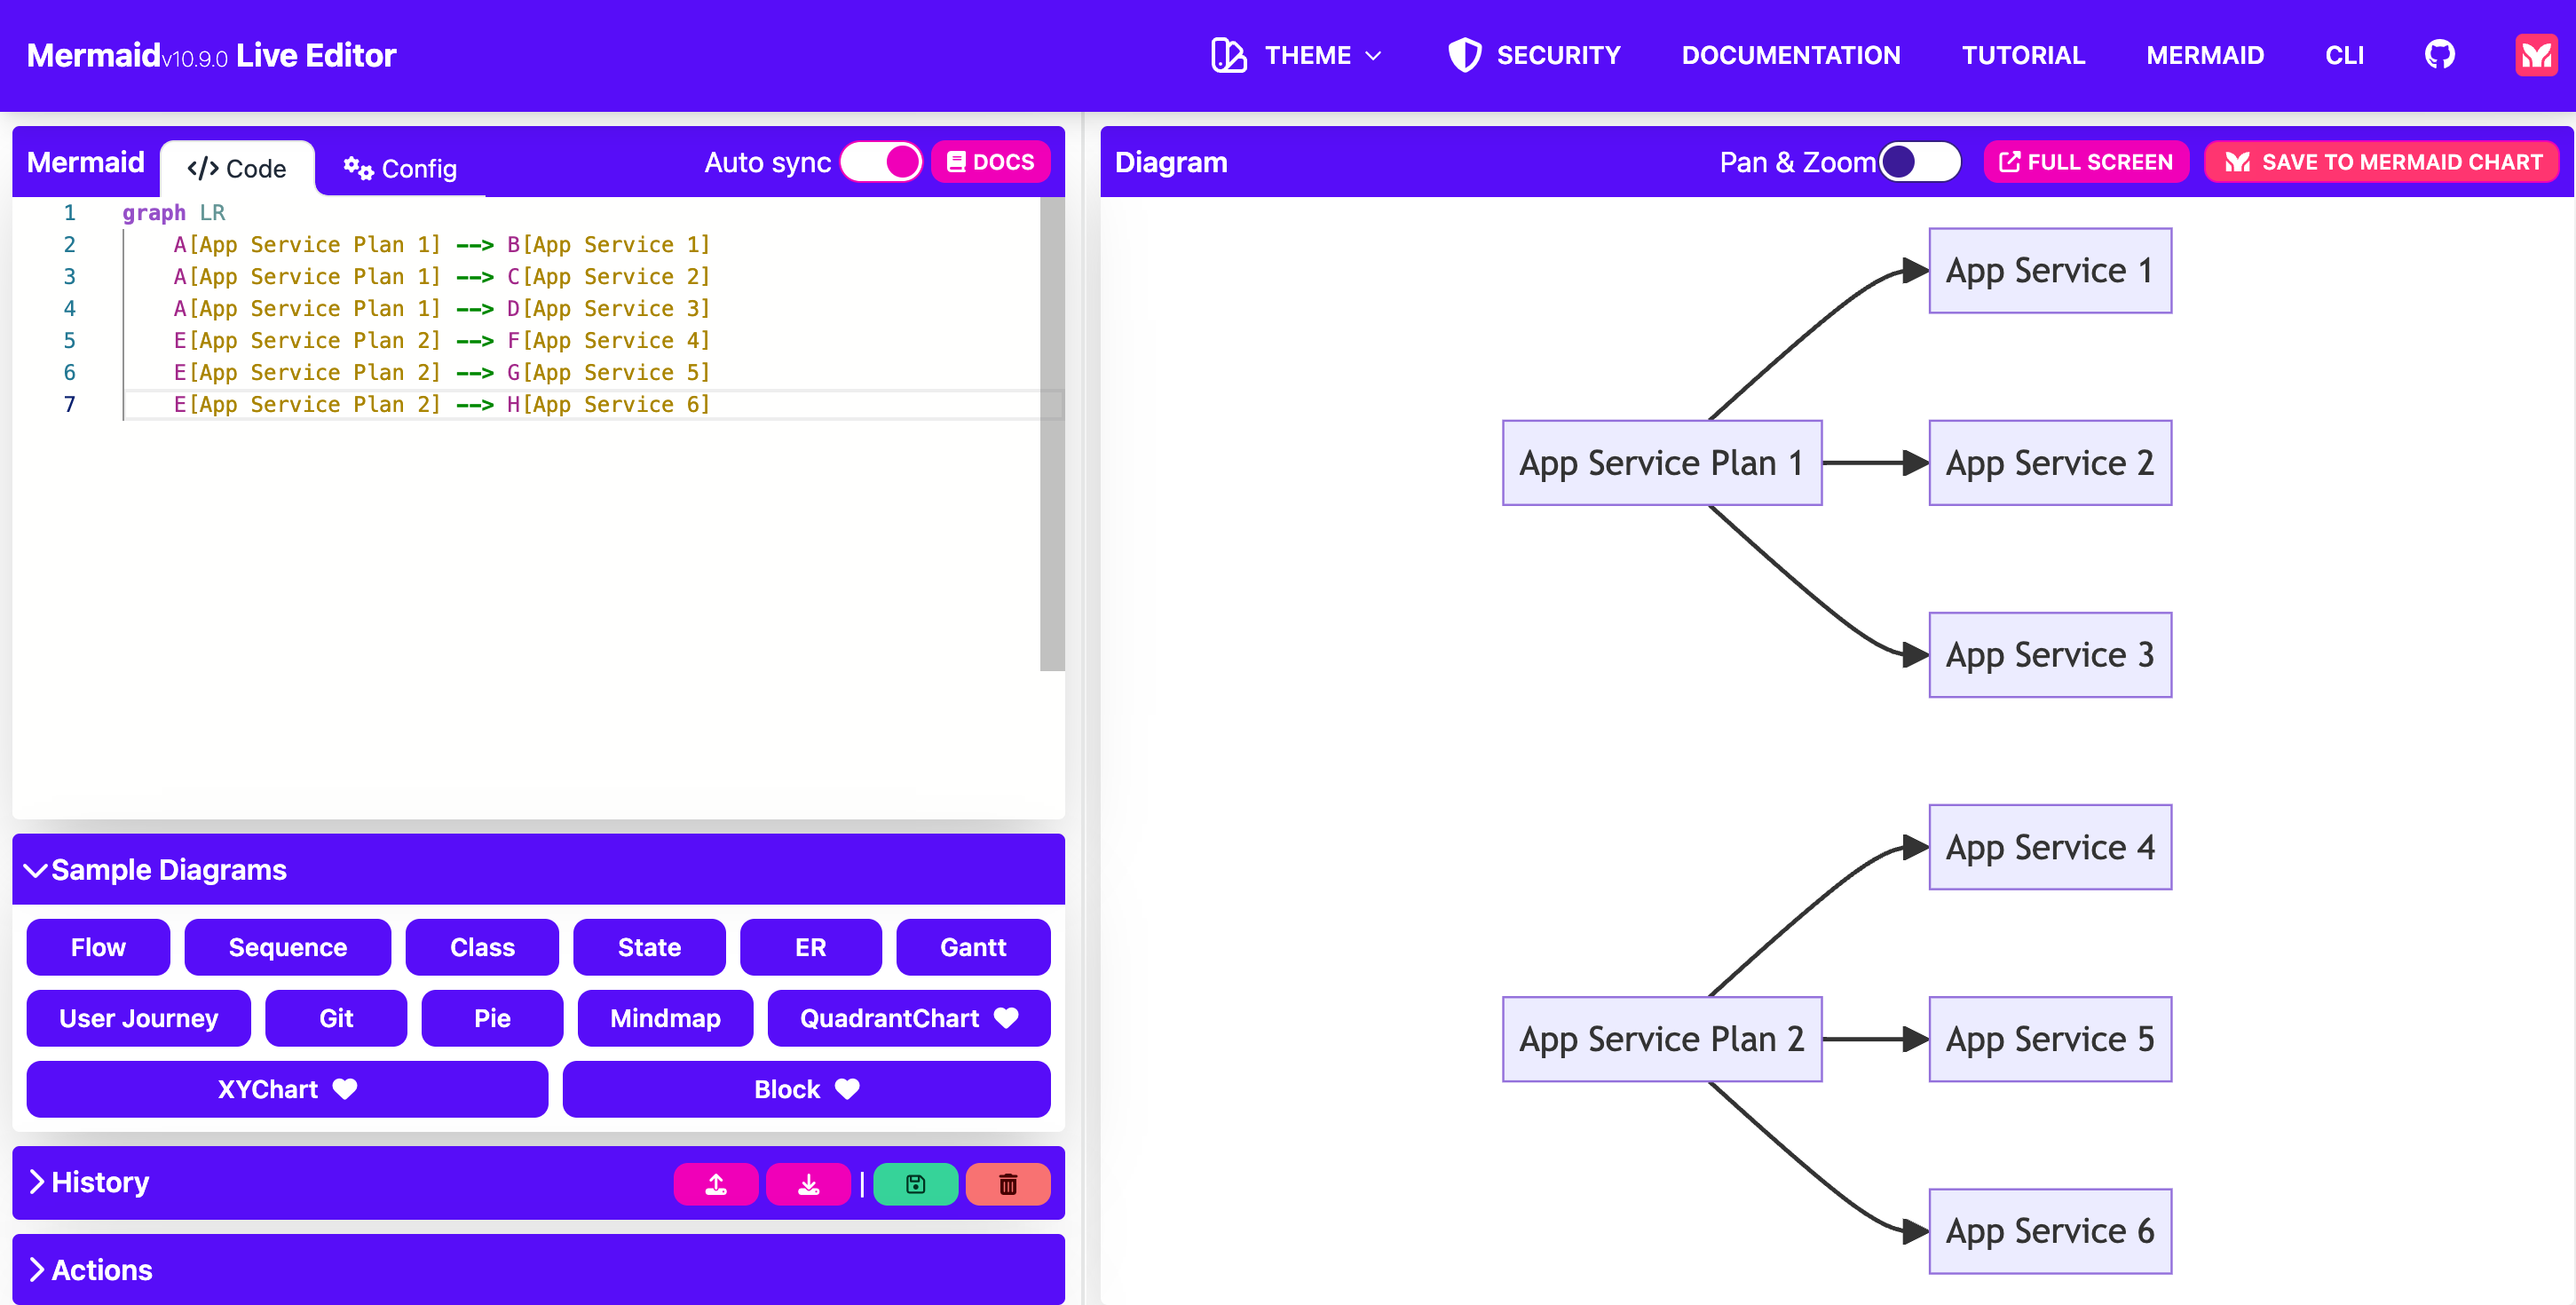 Mermaidv10.9.0 Live Editor
THEME
SECURITY
DOCUMENTATION
TUTORIAL
MERMAID
CLI
Mermaid
</> Code
Config
Auto sync
DOCS
1 graph LR
2 A[App Service Plan 1] --> B[App Service 1]
3 A[App Service Plan 1] --> C[App Service 2]
4 A[App Service Plan 1] --> D[App Service 3]
5 E[App Service Plan 2] --> F[App Service 4]
6 E[App Service Plan 2] --> G[App Service 5]
7 E[App Service Plan 2] --> H[App Service 6]
Sample Diagrams
Flow
Sequence
Class
State
ER
Gantt
User Journey
Git
Pie
Mindmap
QuadrantChart
XYChart
Block
History
|
Actions
Diagram
Pan & Zoom
FULL SCREEN
SAVE TO MERMAID CHART
App Service 1
App Service Plan 1
App Service 2
App Service 3
App Service 4
App Service Plan 2
App Service 5
App Service 6